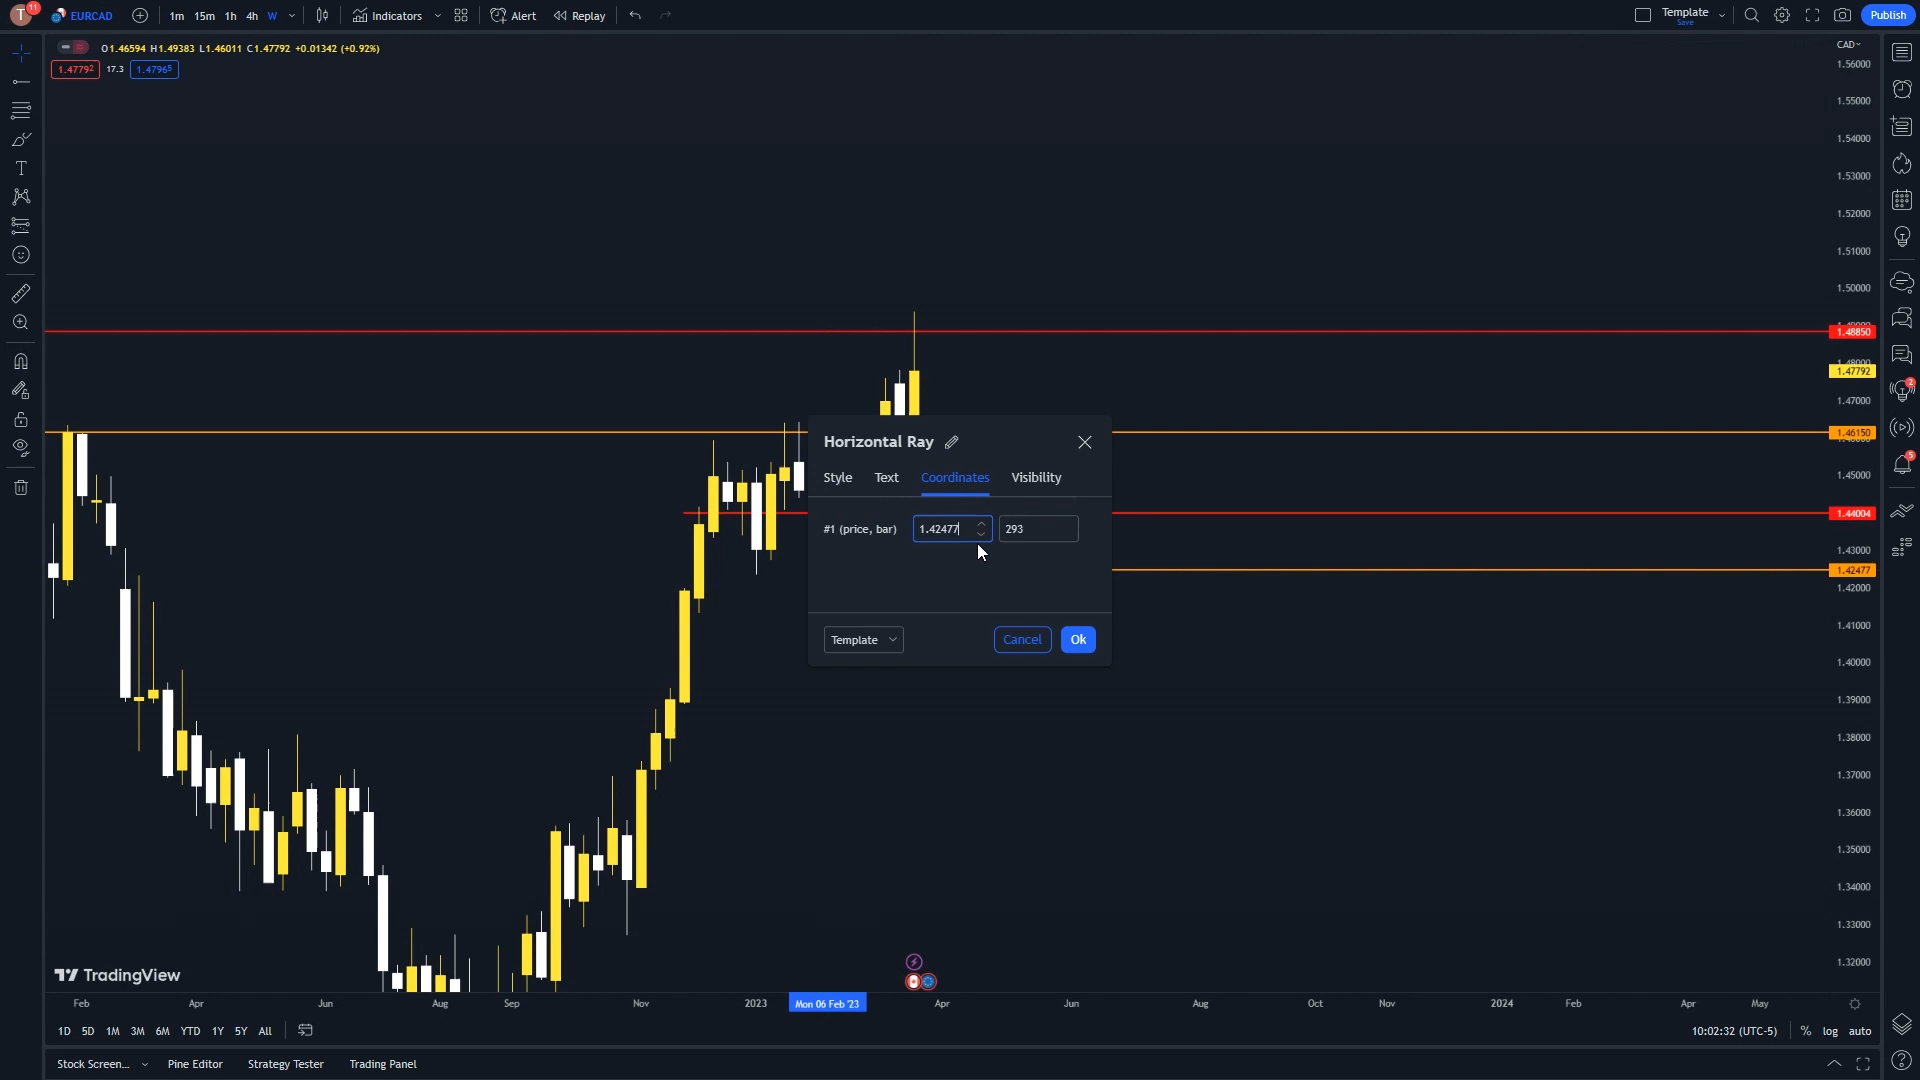 T 11 EURCAD 1m 15m 1h 4h W Indicators Alert Replay Template Save Publish
O1.46594 H1.49383 L1.46011 C1.47792 +0.01342 (+0.92%)
1.47792 17.3 1.47965
CAD
1.56000
1.55000
1.54000
1.53000
1.52000
1.51000
1.50000
1.48850
1.48000
1.47792
1.47000
1.46150
1.45000
1.44004
1.43000
1.42477
1.42000
1.41000
1.40000
1.39000
1.38000
1.37000
1.36000
1.35000
1.34000
1.33000
1.32000
2
5
Horizontal Ray
Style Text Coordinates Visibility
#1 (price, bar) 1.42477 293
Template Cancel Ok
TradingView
Feb Apr Jun Aug Sep Nov 2023 Mon 06 Feb '23 Apr Jun Aug Oct Nov 2024 Feb Apr May
1D 5D 1M 3M 6M YTD 1Y 5Y All 10:02:32 (UTC-5) % log auto
Stock Screen... Pine Editor Strategy Tester Trading Panel